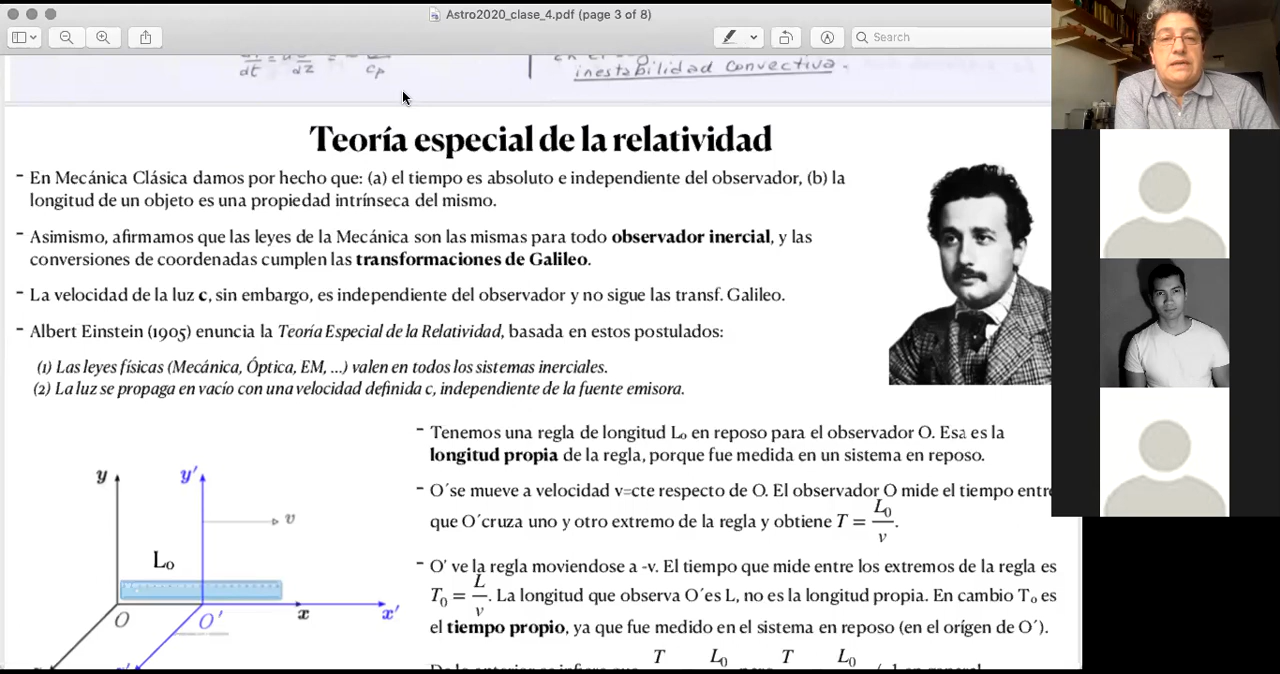 Astro2020_clase_4.pdf (page 3 of 8)
Search
inestabilidad convectiva.
Teoría especial de la relatividad
- En Mecánica Clásica damos por hecho que: (a) el tiempo es absoluto e independiente del observador, (b) la
longitud de un objeto es una propiedad intrínseca del mismo.
- Asimismo, afirmamos que las leyes de la Mecánica son las mismas para todo observador inercial, y las
conversiones de coordenadas cumplen las transformaciones de Galileo.
- La velocidad de la luz c, sin embargo, es independiente del observador y no sigue las transf. Galileo.
- Albert Einstein (1905) enuncia la Teoría Especial de la Relatividad, basada en estos postulados:
(1) Las leyes físicas (Mecánica, Óptica, EM, ...) valen en todos los sistemas inerciales.
(2) La luz se propaga en vacío con una velocidad definida c, independiente de la fuente emisora.
- Tenemos una regla de longitud L₀ en reposo para el observador O. Esa es la
longitud propia de la regla, porque fue medida en un sistema en reposo.
- O´se mueve a velocidad v=cte respecto de O. El observador O mide el tiempo entre
que O´cruza uno y otro extremo de la regla y obtiene T = L₀/v.
- O' ve la regla moviendose a -v. El tiempo que mide entre los extremos de la regla es
T₀ = L/v. La longitud que observa O´es L, no es la longitud propia. En cambio T₀ es
el tiempo propio, ya que fue medido en el sistema en reposo (en el orígen de O´).
y y'
v
L₀
O O' x x'
T L₀ T L₀